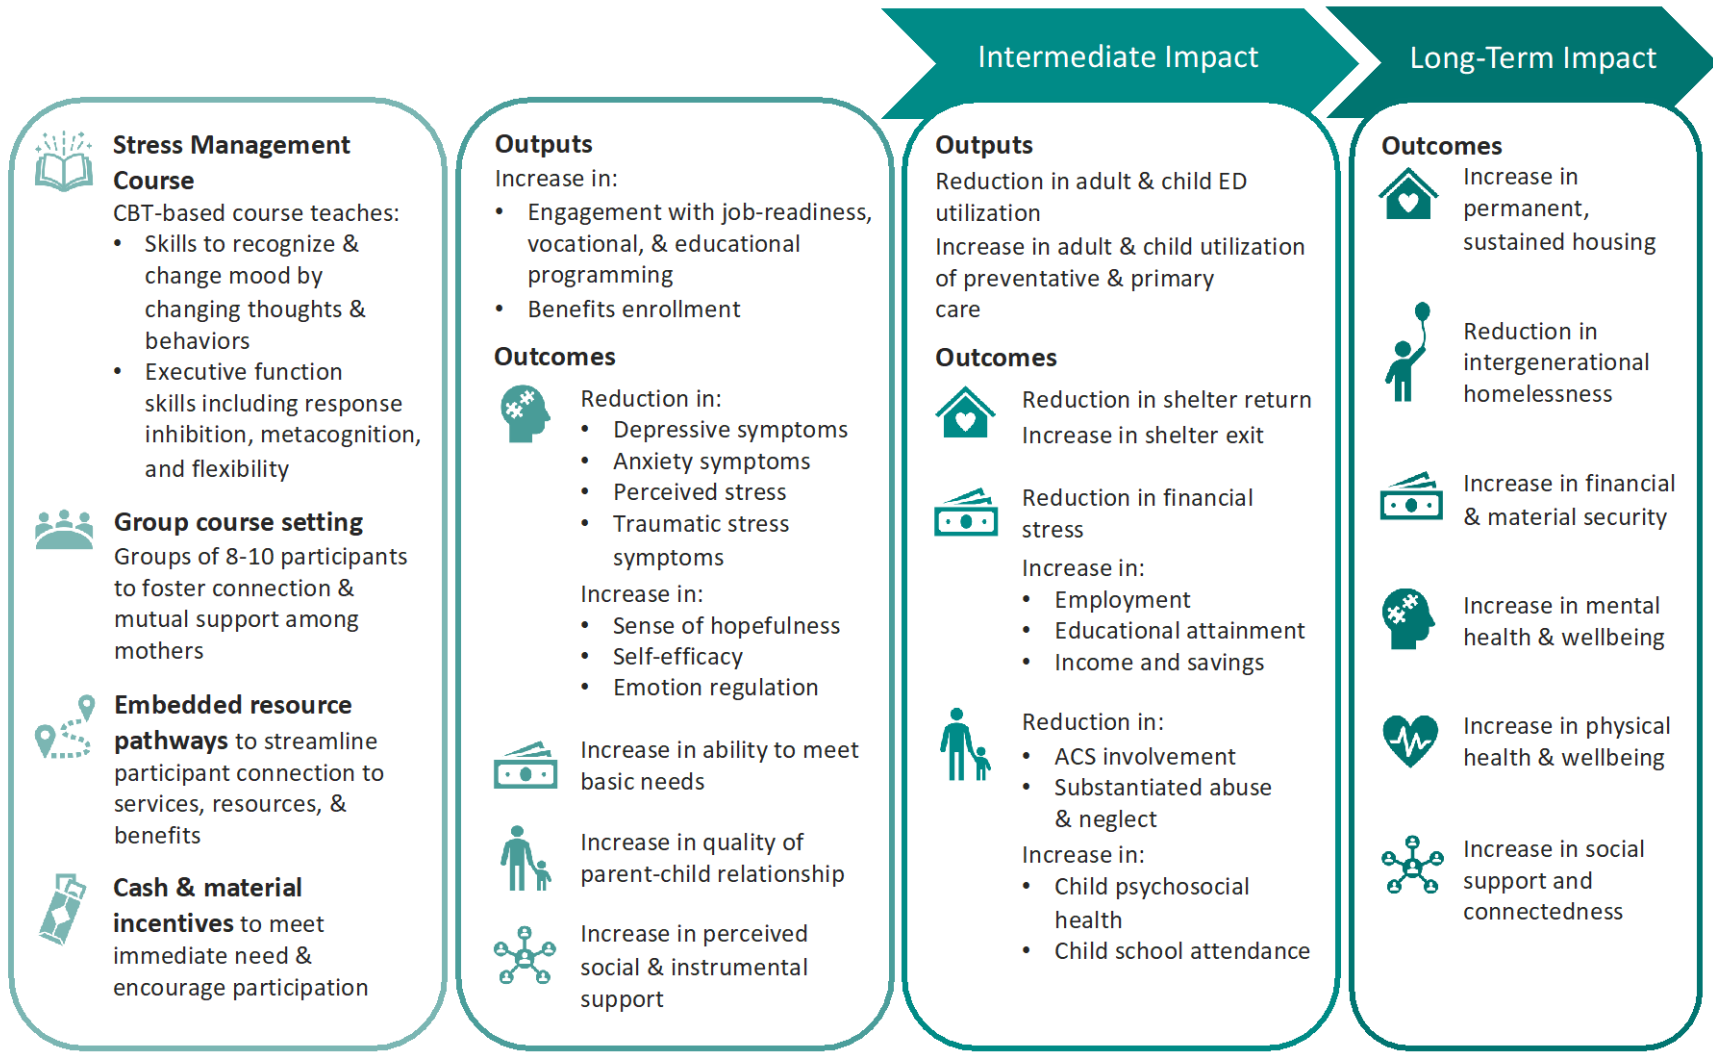 Intermediate Impact
Long-Term Impact
Stress Management
Course
CBT-based course teaches:
• Skills to recognize &
change mood by
changing thoughts &
behaviors
• Executive function
skills including response
inhibition, metacognition,
and flexibility
Group course setting
Groups of 8-10 participants
to foster connection &
mutual support among
mothers
Embedded resource
pathways to streamline
participant connection to
services, resources, &
benefits
Cash & material
incentives to meet
immediate need &
encourage participation
Outputs
Increase in:
• Engagement with job-readiness,
vocational, & educational
programming
• Benefits enrollment
Outcomes
Reduction in:
• Depressive symptoms
• Anxiety symptoms
• Perceived stress
• Traumatic stress
symptoms
Increase in:
• Sense of hopefulness
• Self-efficacy
• Emotion regulation
Increase in ability to meet
basic needs
Increase in quality of
parent-child relationship
Increase in perceived
social & instrumental
support
Outputs
Reduction in adult & child ED
utilization
Increase in adult & child utilization
of preventative & primary
care
Outcomes
Reduction in shelter return
Increase in shelter exit
Reduction in financial
stress
Increase in:
• Employment
• Educational attainment
• Income and savings
Reduction in:
• ACS involvement
• Substantiated abuse
& neglect
Increase in:
• Child psychosocial
health
• Child school attendance
Outcomes
Increase in
permanent,
sustained housing
Reduction in
intergenerational
homelessness
Increase in financial
& material security
Increase in mental
health & wellbeing
Increase in physical
health & wellbeing
Increase in social
support and
connectedness